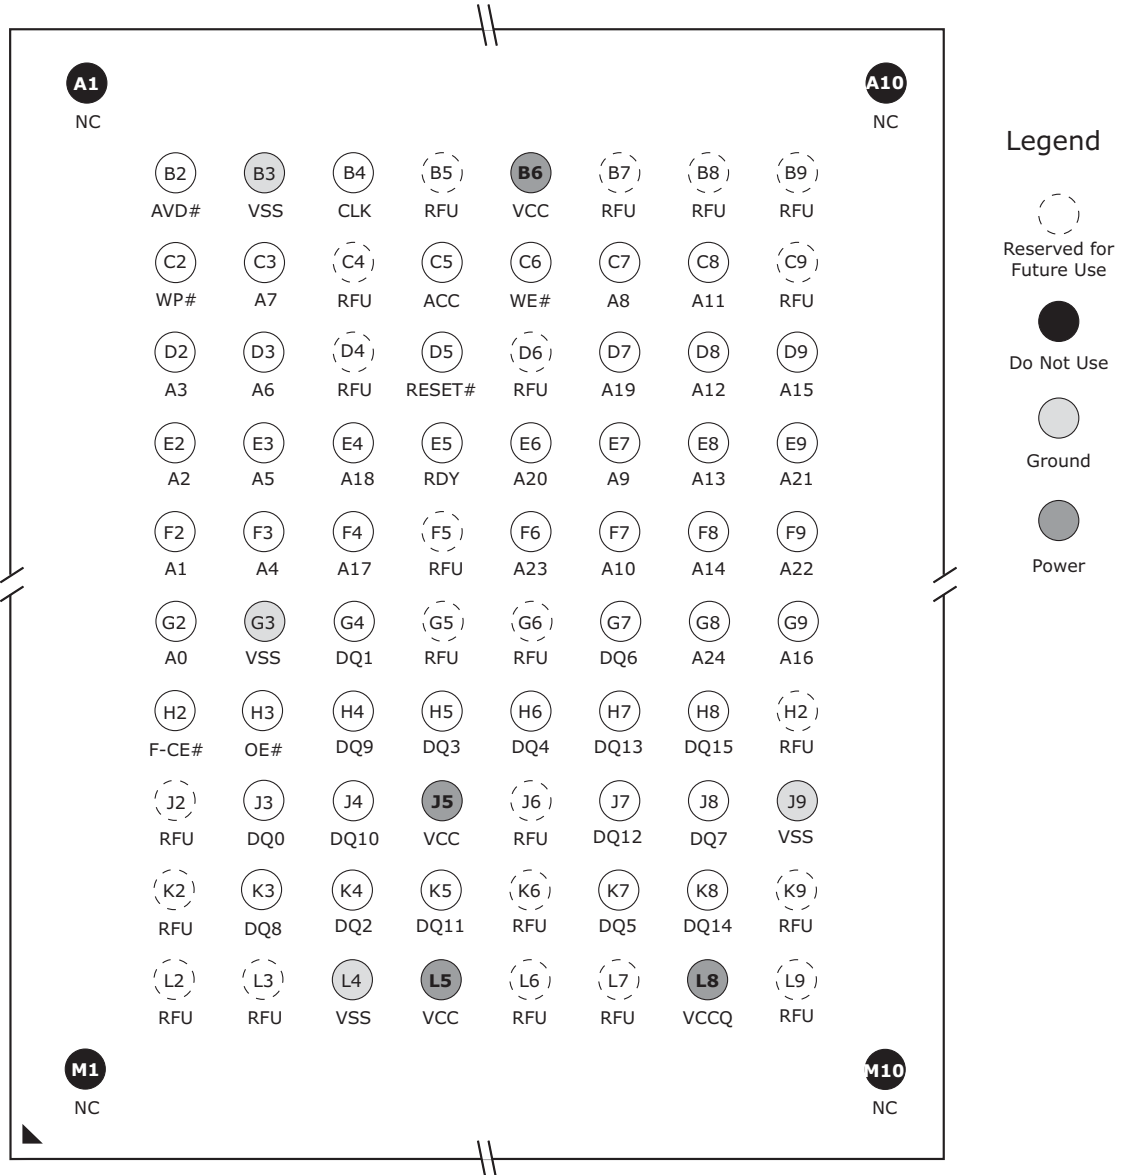 A1 A10
NC NC
Legend
B2 B3 B4 B5 B6 B7 B8 B9
AVD# VSS CLK RFU VCC RFU RFU RFU
Reserved for
Future Use
C2 C3 C4 C5 C6 C7 C8 C9
WP# A7 RFU ACC WE# A8 A11 RFU
D2 D3 D4 D5 D6 D7 D8 D9
Do Not Use
A3 A6 RFU RESET# RFU A19 A12 A15
E2 E3 E4 E5 E6 E7 E8 E9
Ground
A2 A5 A18 RDY A20 A9 A13 A21
F2 F3 F4 F5 F6 F7 F8 F9
Power
A1 A4 A17 RFU A23 A10 A14 A22
G2 G3 G4 G5 G6 G7 G8 G9
A0 VSS DQ1 RFU RFU DQ6 A24 A16
H2 H3 H4 H5 H6 H7 H8 H2
F-CE# OE# DQ9 DQ3 DQ4 DQ13 DQ15 RFU
J2 J3 J4 J5 J6 J7 J8 J9
RFU DQ0 DQ10 VCC RFU DQ12 DQ7 VSS
K2 K3 K4 K5 K6 K7 K8 K9
RFU DQ8 DQ2 DQ11 RFU DQ5 DQ14 RFU
L2 L3 L4 L5 L6 L7 L8 L9
RFU RFU VSS VCC RFU RFU VCCQ RFU
M1 M10
NC NC